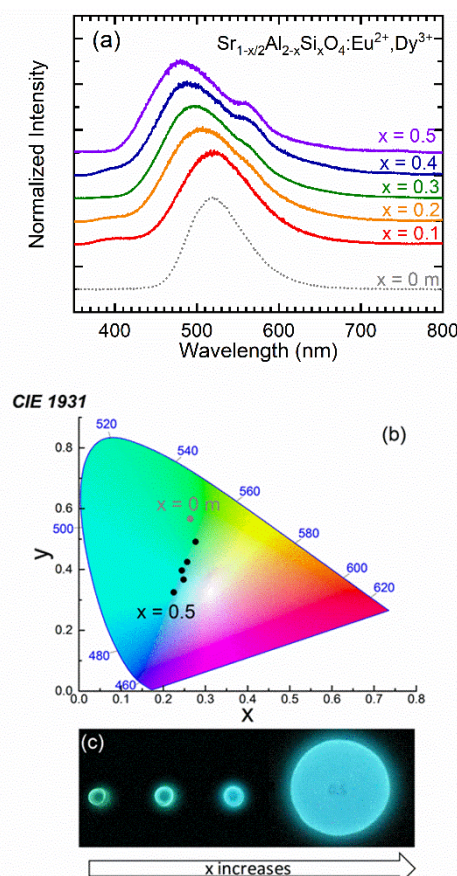 (a) Sr1-x/2Al2-xSixO4:Eu2+,Dy3+
Normalized Intensity
x = 0.5
x = 0.4
x = 0.3
x = 0.2
x = 0.1
x = 0 m
400 500 600 700 800
Wavelength (nm)
CIE 1931
(b)
0.8
0.6
0.4
0.2
0.0
y
520
540
560
580
600
620
500
480
460
x = 0 m
x = 0.5
0.0 0.1 0.2 0.3 0.4 0.5 0.6 0.7 0.8
x
(c)
0.5
x increases